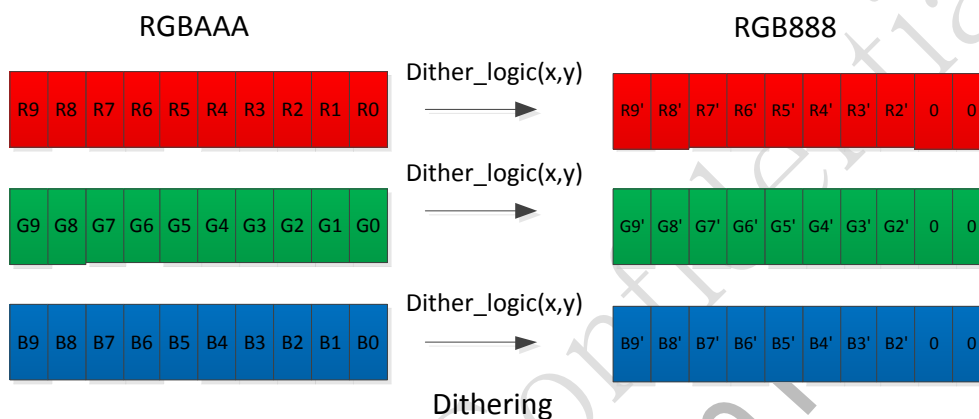 RGBAAA RGB888
Dither_logic(x,y)
R9 R8 R7 R6 R5 R4 R3 R2 R1 R0 R9' R8' R7' R6' R5' R4' R3' R2' 0 0
Dither_logic(x,y)
G9 G8 G7 G6 G5 G4 G3 G2 G1 G0 G9' G8' G7' G6' G5' G4' G3' G2' 0 0
Dither_logic(x,y)
B9 B8 B7 B6 B5 B4 B3 B2 B1 B0 B9' B8' B7' B6' B5' B4' B3' B2' 0 0
Dithering